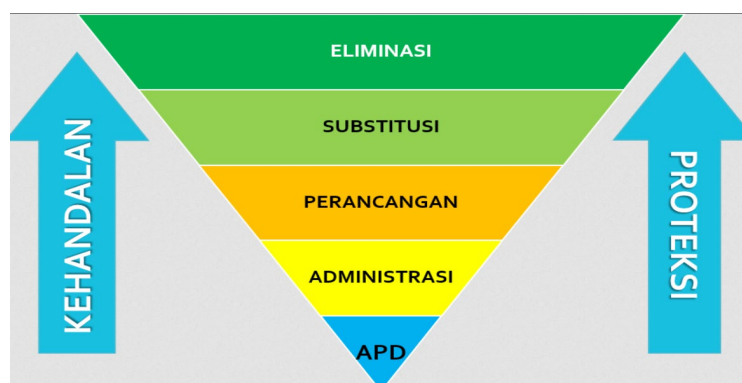 ELIMINASI
SUBSTITUSI
PERANCANGAN
ADMINISTRASI
APD
KEHANDALAN
PROTEKSI